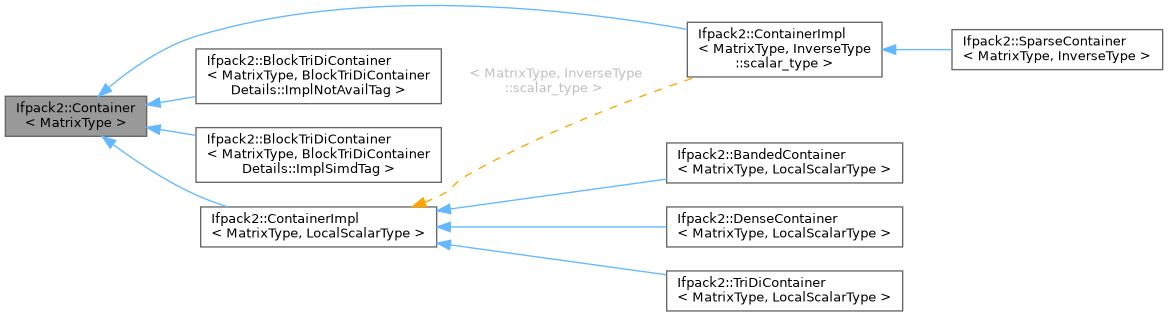 Ifpack2::Container
< MatrixType >
Ifpack2::BlockTriDiContainer
< MatrixType, BlockTriDiContainer
Details::ImplNotAvailTag >
Ifpack2::BlockTriDiContainer
< MatrixType, BlockTriDiContainer
Details::ImplSimdTag >
Ifpack2::ContainerImpl
< MatrixType, LocalScalarType >
< MatrixType, InverseType
::scalar_type >
Ifpack2::ContainerImpl
< MatrixType, InverseType
::scalar_type >
Ifpack2::BandedContainer
< MatrixType, LocalScalarType >
Ifpack2::DenseContainer
< MatrixType, LocalScalarType >
Ifpack2::TriDiContainer
< MatrixType, LocalScalarType >
Ifpack2::SparseContainer
< MatrixType, InverseType >